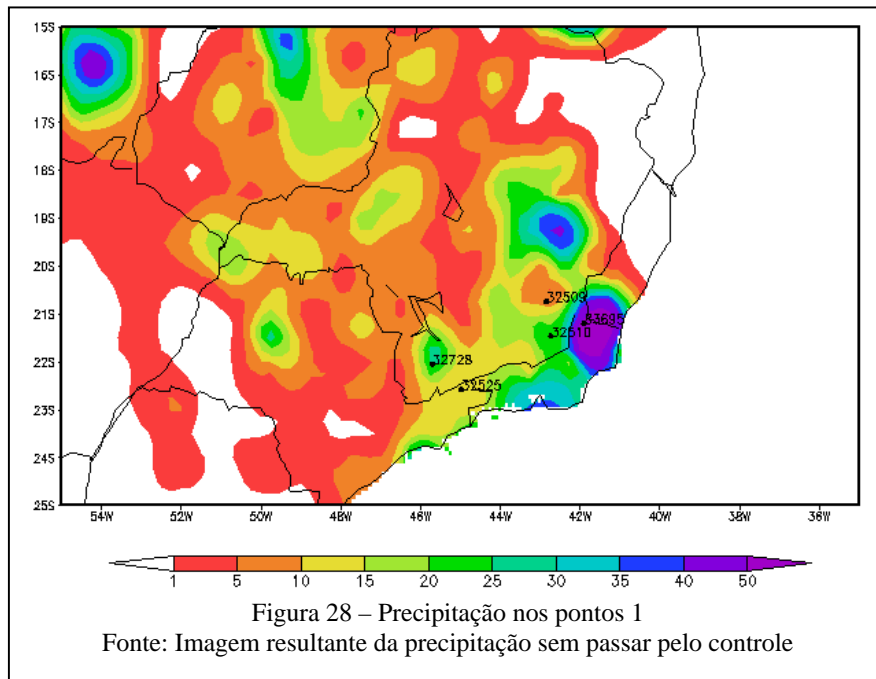 15S
16S
17S
18S
19S
20S
21S
22S
23S
24S
25S
32509
83695
32510
32728
32525
54W 52W 50W 48W 46W 44W 42W 40W 38W 36W
1 5 10 15 20 25 30 35 40 50
Figura 28 – Precipitação nos pontos 1
Fonte: Imagem resultante da precipitação sem passar pelo controle